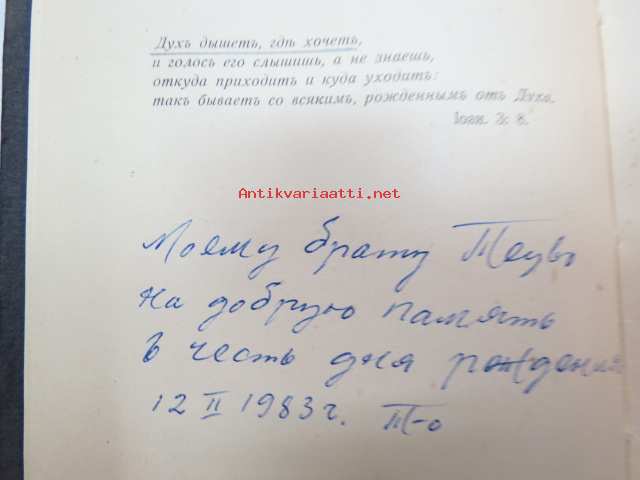 Духъ дышетъ, гдѣ хочетъ,
и голосъ его слышишь, а не знаешь,
откуда приходитъ и куда уходитъ:
такъ бываетъ со всякимъ, рожденнымъ отъ Духа.
Іоан. 3: 8.
Antikvariaatti.net
Моему брату Теуво
на добрую память
в честь дня рождения
12 II 1983 г. Т-о